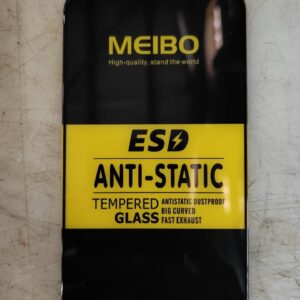 MEIBO
High-quality, stand the world
ESD
ANTI-STATIC
TEMPERED GLASS
ANTISTATIC DUSTPROOF
BIG CURVED
FAST EXHAUST